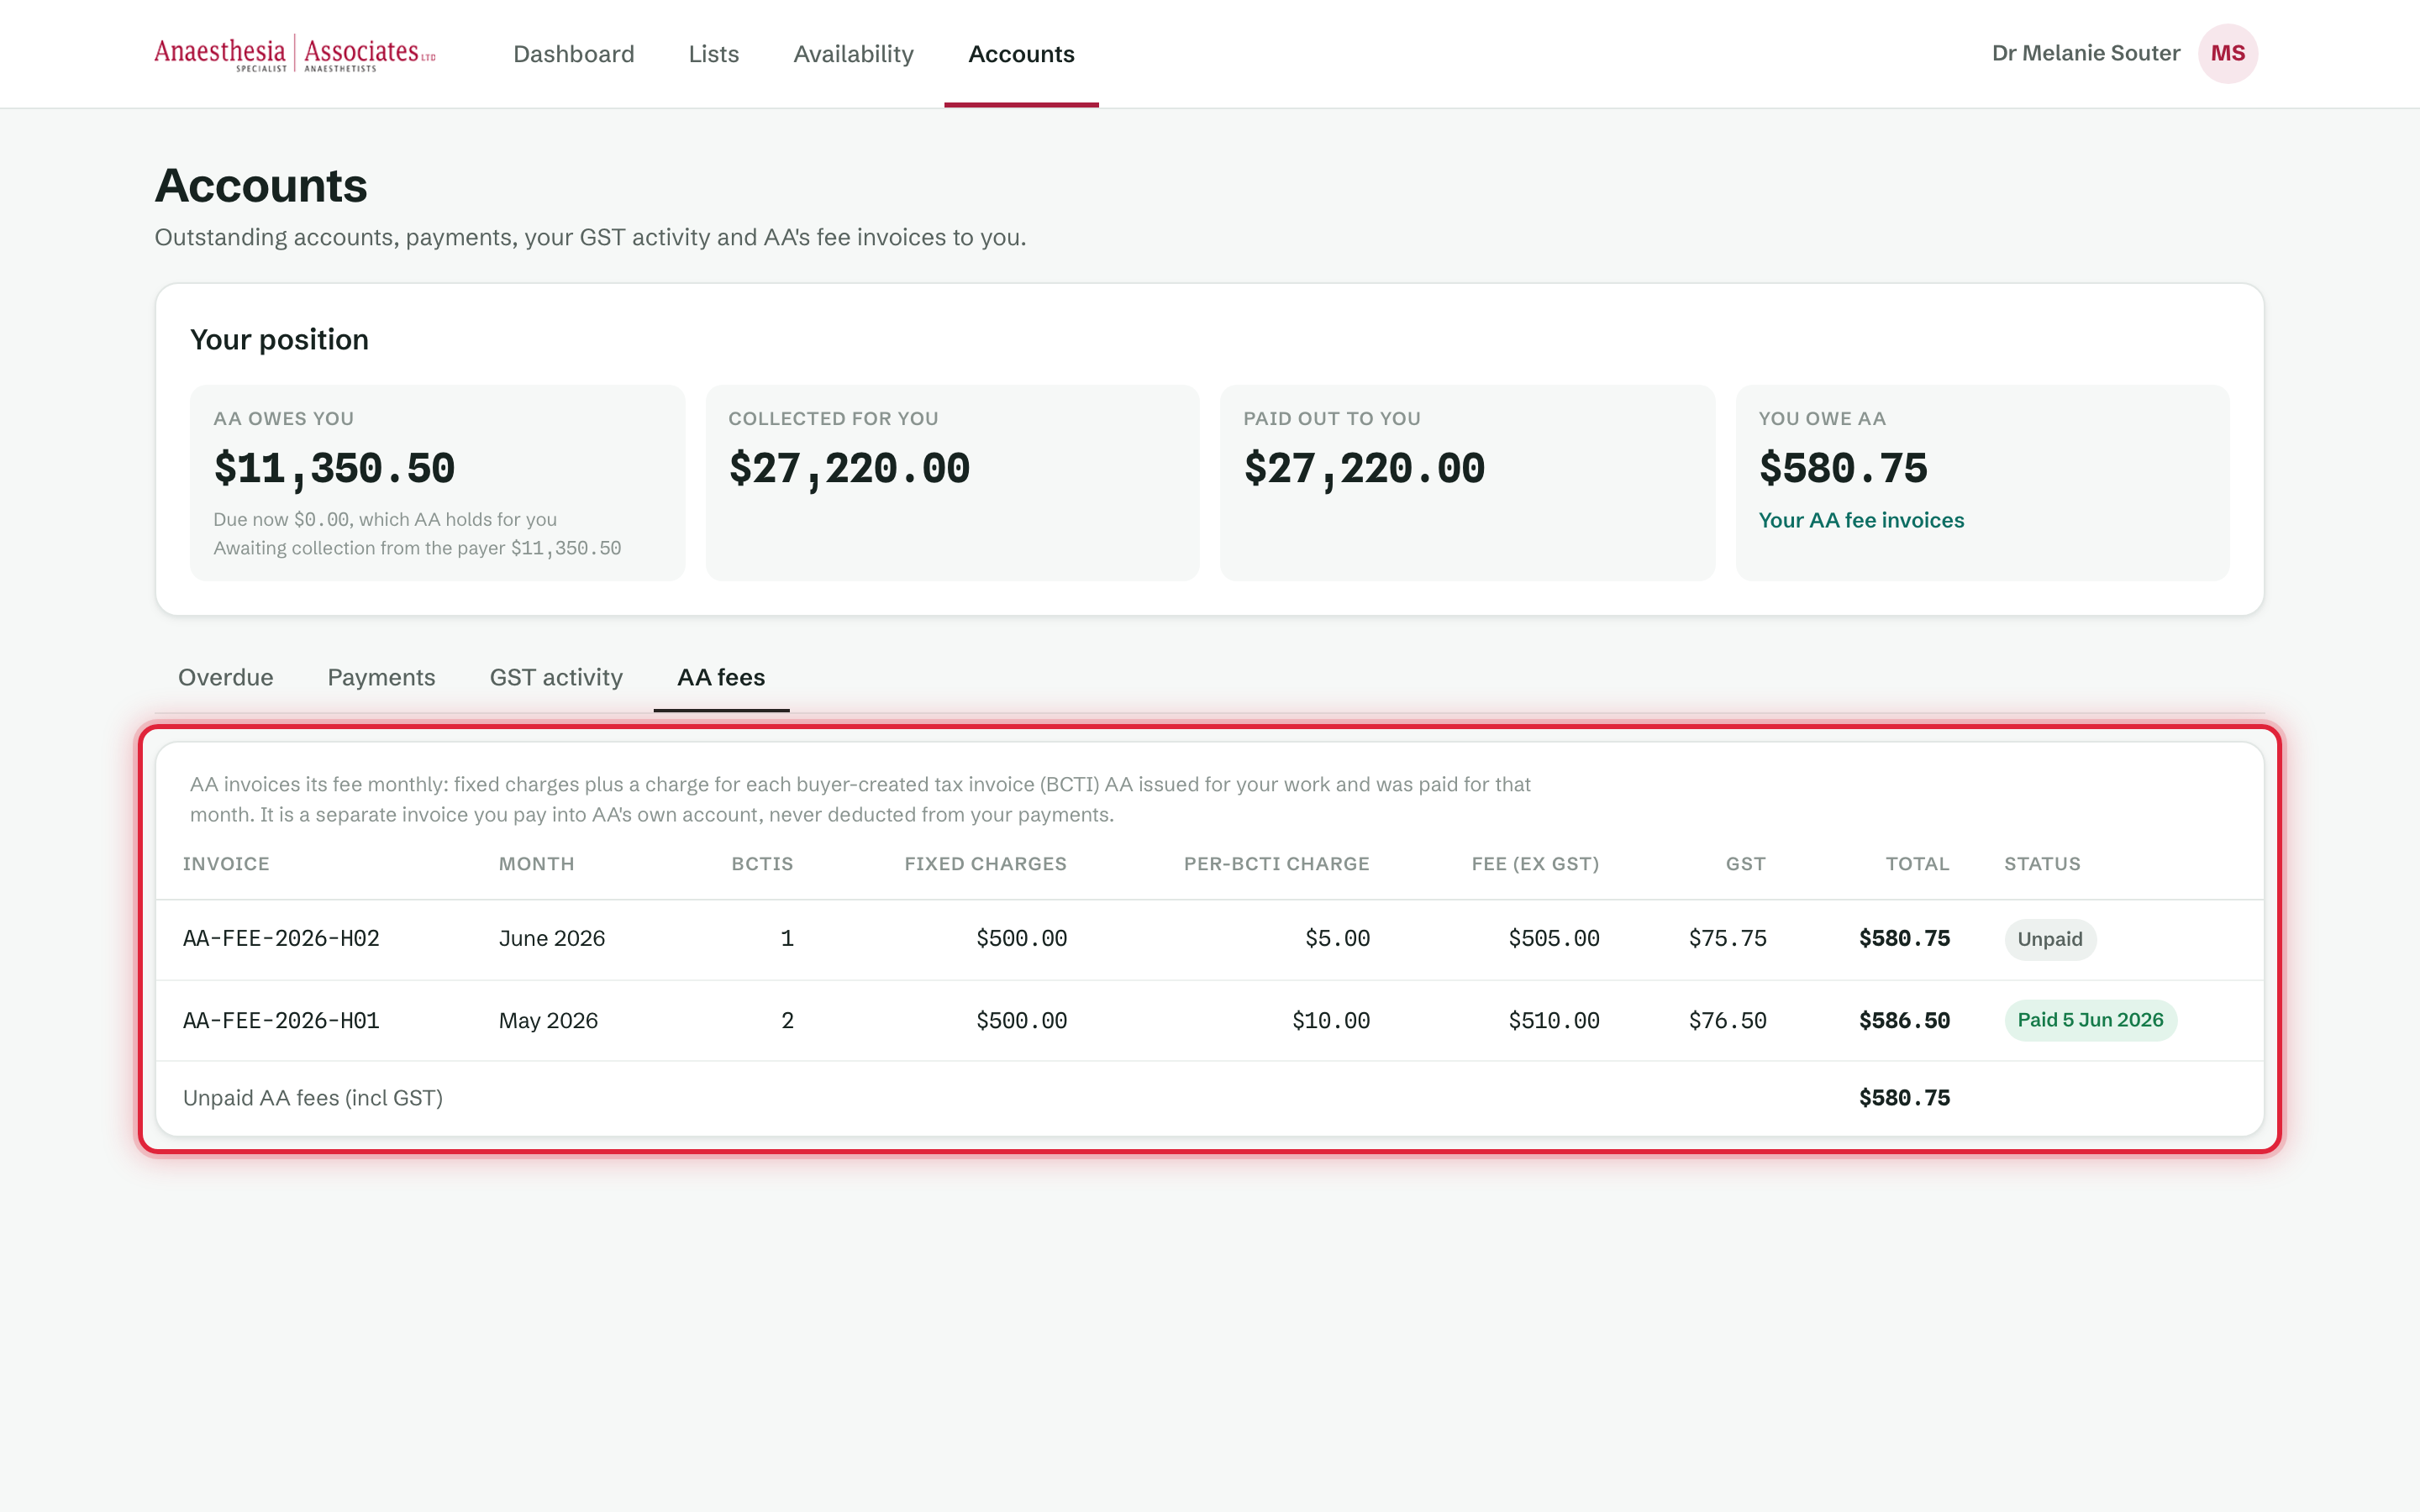 Anaesthesia | Associates LTD
SPECIALIST ANAESTHETISTS
Dashboard
Lists
Availability
Accounts
Dr Melanie Souter
MS
Accounts
Outstanding accounts, payments, your GST activity and AA's fee invoices to you.
Your position
AA OWES YOU
$11,350.50
Due now $0.00, which AA holds for you
Awaiting collection from the payer $11,350.50
COLLECTED FOR YOU
$27,220.00
PAID OUT TO YOU
$27,220.00
YOU OWE AA
$580.75
Your AA fee invoices
Overdue
Payments
GST activity
AA fees
AA invoices its fee monthly: fixed charges plus a charge for each buyer-created tax invoice (BCTI) AA issued for your work and was paid for that
month. It is a separate invoice you pay into AA's own account, never deducted from your payments.
INVOICE MONTH BCTIS FIXED CHARGES PER-BCTI CHARGE FEE (EX GST) GST TOTAL STATUS
AA-FEE-2026-H02 June 2026 1 $500.00 $5.00 $505.00 $75.75 $580.75 Unpaid
AA-FEE-2026-H01 May 2026 2 $500.00 $10.00 $510.00 $76.50 $586.50 Paid 5 Jun 2026
Unpaid AA fees (incl GST) $580.75